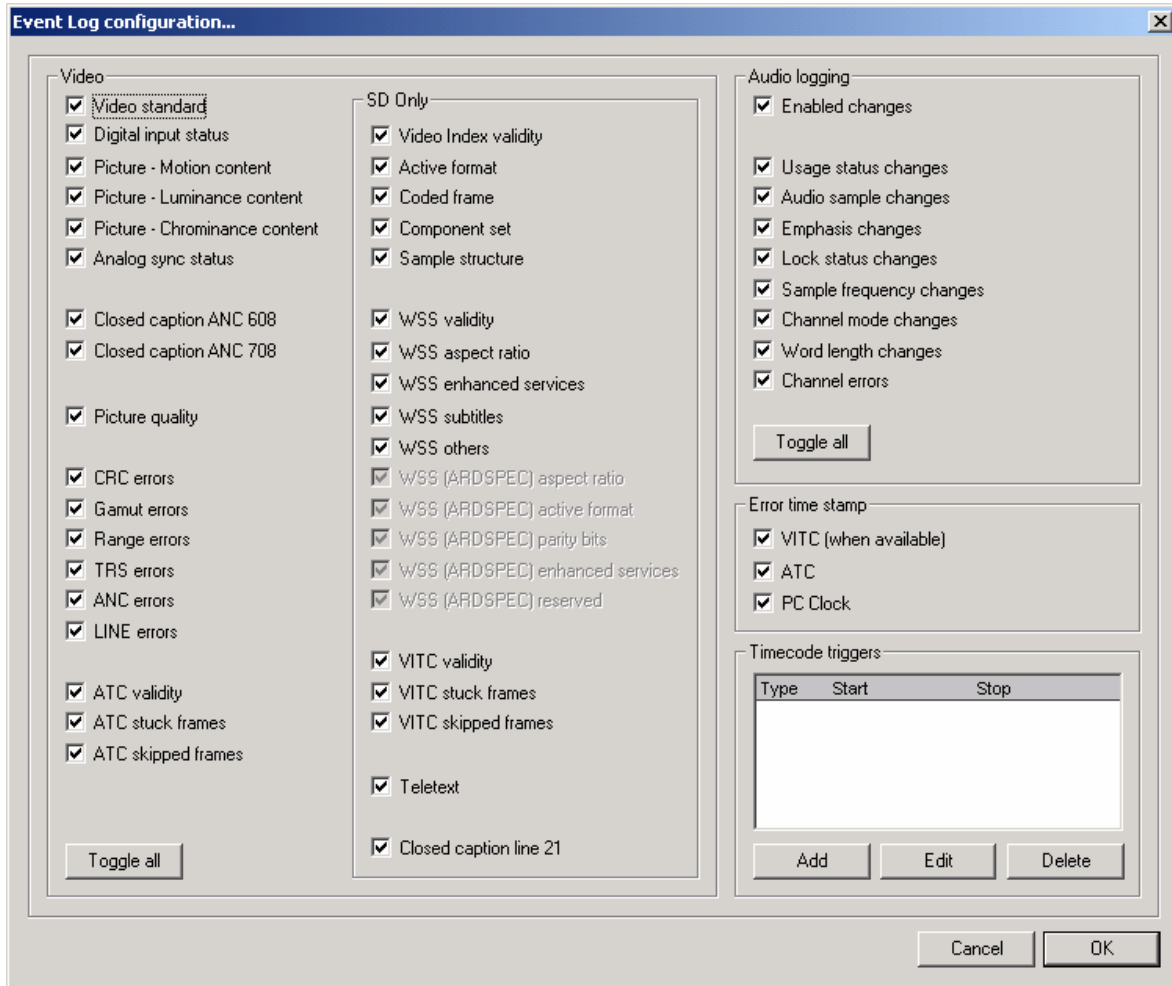 Event Log configuration...
Video
Video standard
Digital input status
Picture - Motion content
Picture - Luminance content
Picture - Chrominance content
Analog sync status
Closed caption ANC 608
Closed caption ANC 708
Picture quality
CRC errors
Gamut errors
Range errors
TRS errors
ANC errors
LINE errors
ATC validity
ATC stuck frames
ATC skipped frames
Toggle all
SD Only
Video Index validity
Active format
Coded frame
Component set
Sample structure
WSS validity
WSS aspect ratio
WSS enhanced services
WSS subtitles
WSS others
WSS (ARDSPEC) aspect ratio
WSS (ARDSPEC) active format
WSS (ARDSPEC) parity bits
WSS (ARDSPEC) enhanced services
WSS (ARDSPEC) reserved
VITC validity
VITC stuck frames
VITC skipped frames
Teletext
Closed caption line 21
Audio logging
Enabled changes
Usage status changes
Audio sample changes
Emphasis changes
Lock status changes
Sample frequency changes
Channel mode changes
Word length changes
Channel errors
Toggle all
Error time stamp
VITC (when available)
ATC
PC Clock
Timecode triggers
Type Start Stop
Add Edit Delete
Cancel OK